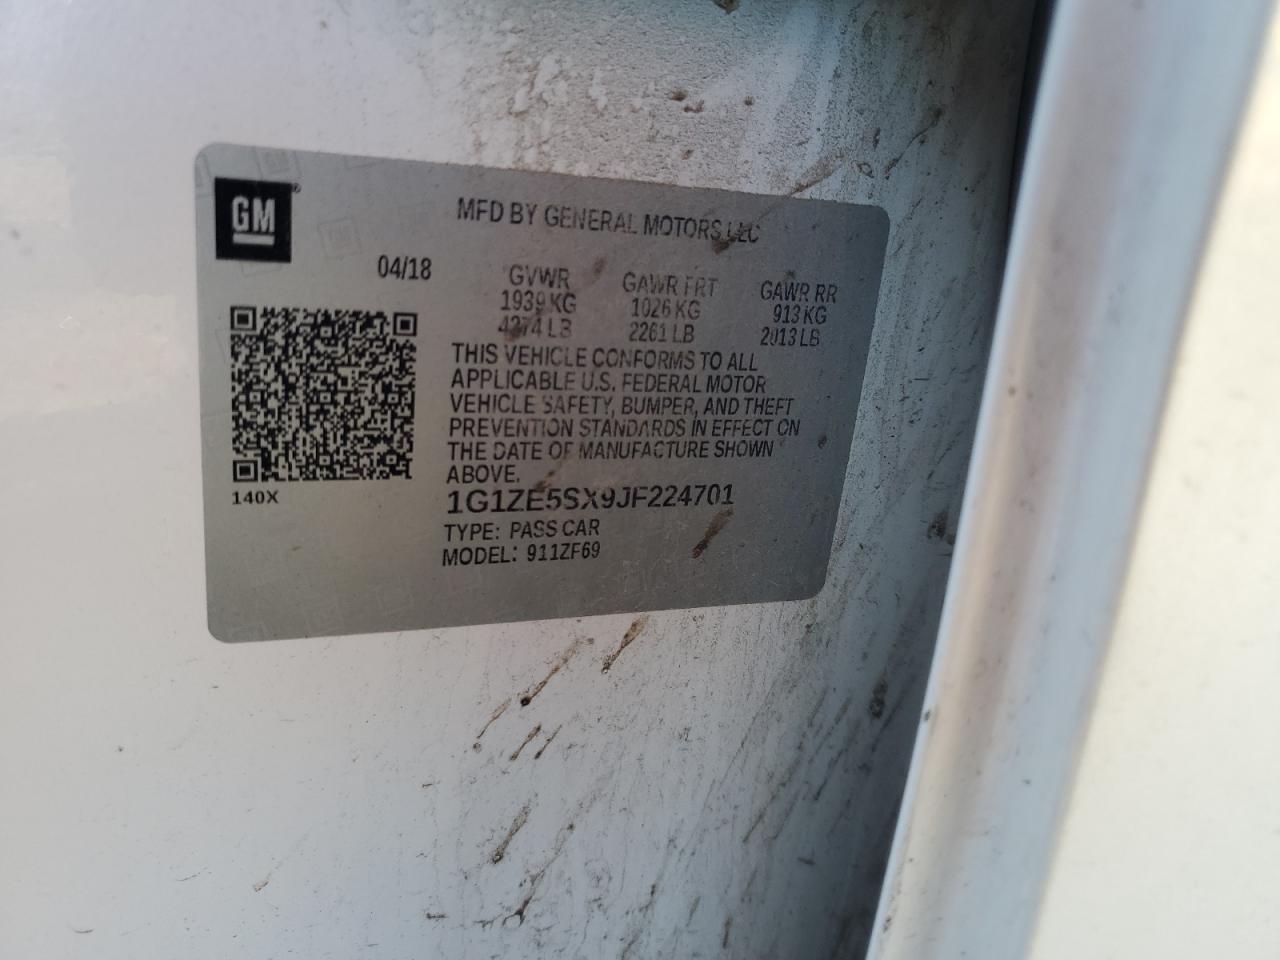 GM
MFD BY GENERAL MOTORS LLC
04/18
GVWR GAWR FRT GAWR RR
1939 KG 1026 KG 913 KG
4274 LB 2261 LB 2013 LB
THIS VEHICLE CONFORMS TO ALL
APPLICABLE U.S. FEDERAL MOTOR
VEHICLE SAFETY, BUMPER, AND THEFT
PREVENTION STANDARDS IN EFFECT ON
THE DATE OF MANUFACTURE SHOWN
ABOVE.
140X
1G1ZE5SX9JF224701
TYPE: PASS CAR
MODEL: 911ZF69